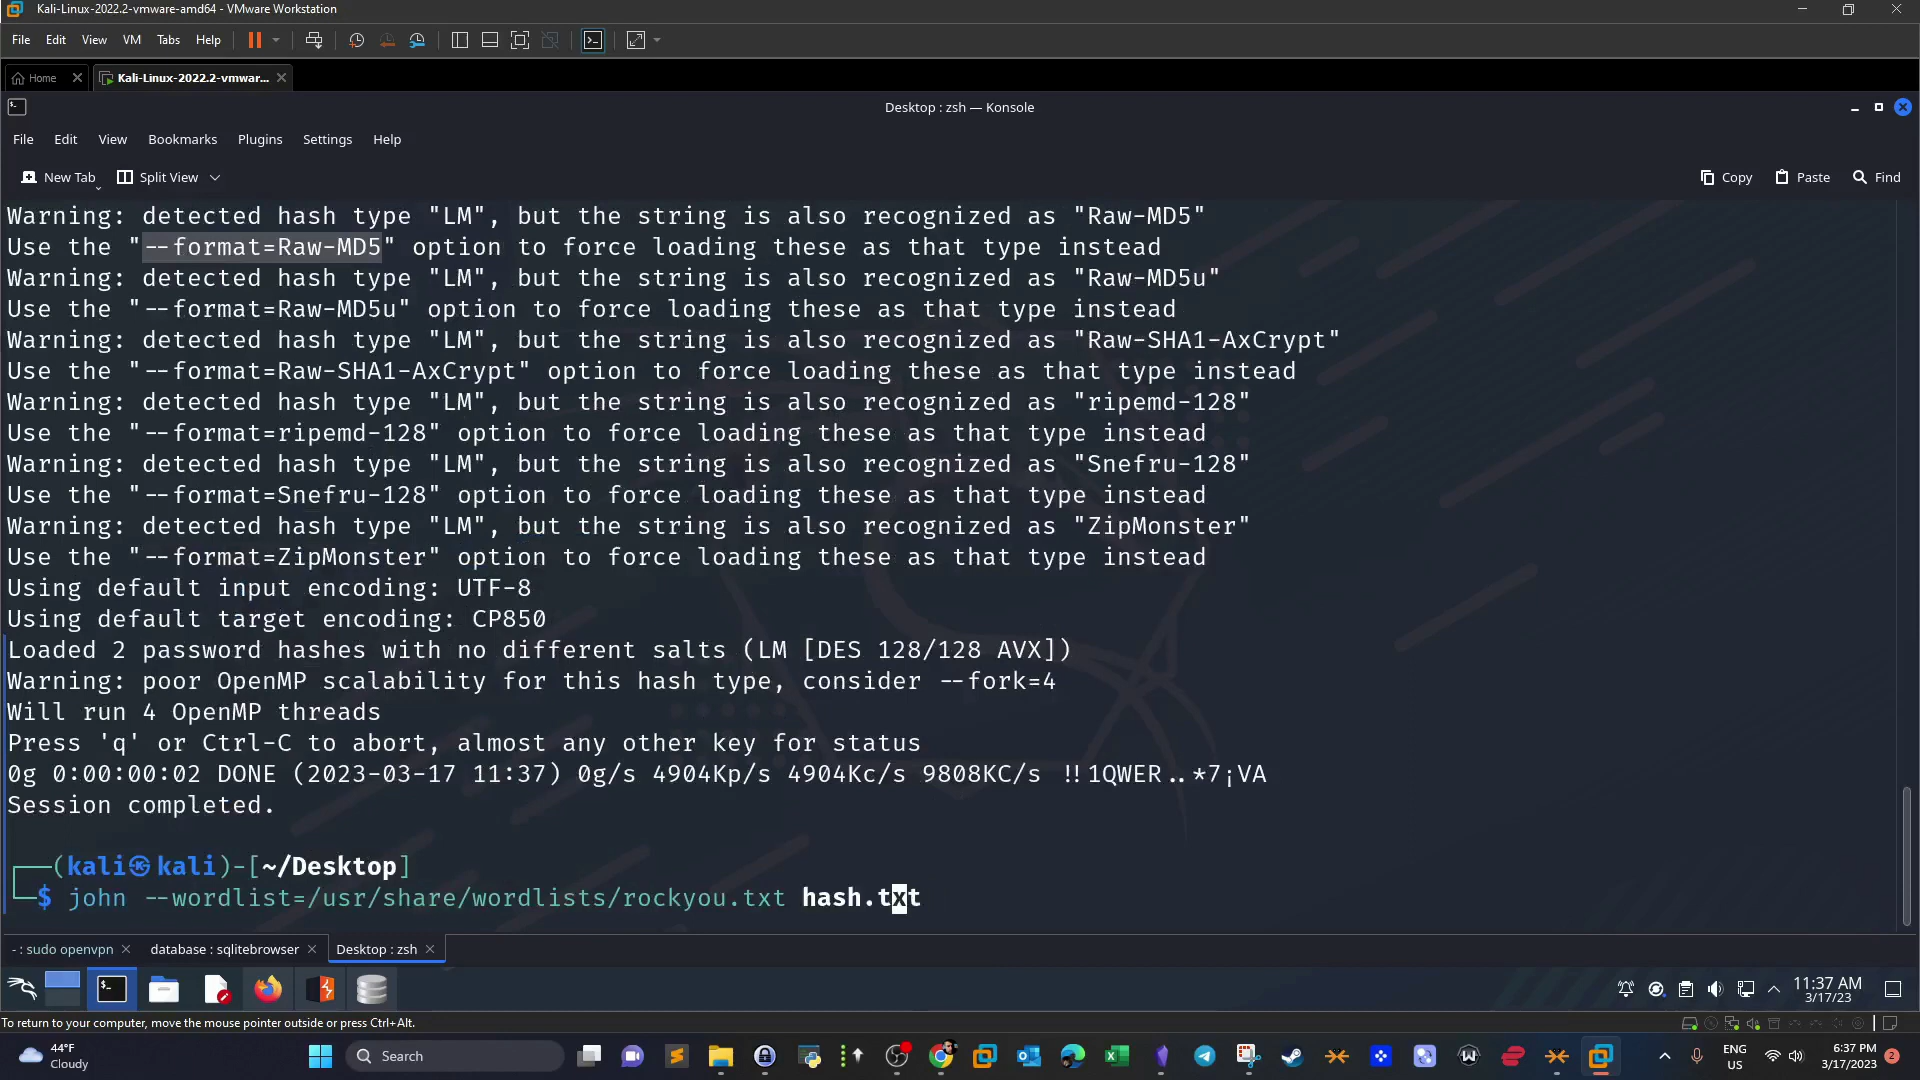 Kali-Linux-2022.2-vmware-amd64 - VMware Workstation
File Edit View VM Tabs Help
Home Kali-Linux-2022.2-vmwar...
Desktop : zsh — Konsole
File Edit View Bookmarks Plugins Settings Help
New Tab Split View Copy Paste Find
Warning: detected hash type "LM", but the string is also recognized as "Raw-MD5"
Use the "--format=Raw-MD5" option to force loading these as that type instead
Warning: detected hash type "LM", but the string is also recognized as "Raw-MD5u"
Use the "--format=Raw-MD5u" option to force loading these as that type instead
Warning: detected hash type "LM", but the string is also recognized as "Raw-SHA1-AxCrypt"
Use the "--format=Raw-SHA1-AxCrypt" option to force loading these as that type instead
Warning: detected hash type "LM", but the string is also recognized as "ripemd-128"
Use the "--format=ripemd-128" option to force loading these as that type instead
Warning: detected hash type "LM", but the string is also recognized as "Snefru-128"
Use the "--format=Snefru-128" option to force loading these as that type instead
Warning: detected hash type "LM", but the string is also recognized as "ZipMonster"
Use the "--format=ZipMonster" option to force loading these as that type instead
Using default input encoding: UTF-8
Using default target encoding: CP850
Loaded 2 password hashes with no different salts (LM [DES 128/128 AVX])
Warning: poor OpenMP scalability for this hash type, consider --fork=4
Will run 4 OpenMP threads
Press 'q' or Ctrl-C to abort, almost any other key for status
0g 0:00:00:02 DONE (2023-03-17 11:37) 0g/s 4904Kp/s 4904Kc/s 9808KC/s !!1QWER..*7¡VA
Session completed.
(kali㉿kali)-[~/Desktop]
$ john --wordlist=/usr/share/wordlists/rockyou.txt hash.txt
- : sudo openvpn database : sqlitebrowser Desktop : zsh
11:37 AM
3/17/23
To return to your computer, move the mouse pointer outside or press Ctrl+Alt.
44°F
Cloudy
Search
ENG
US
6:37 PM
3/17/2023
2